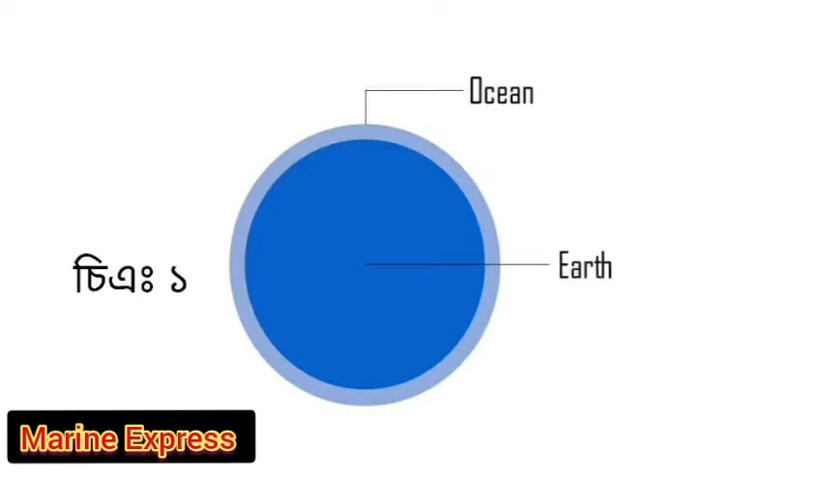 Ocean
Earth
চিএঃ ১
Marine Express